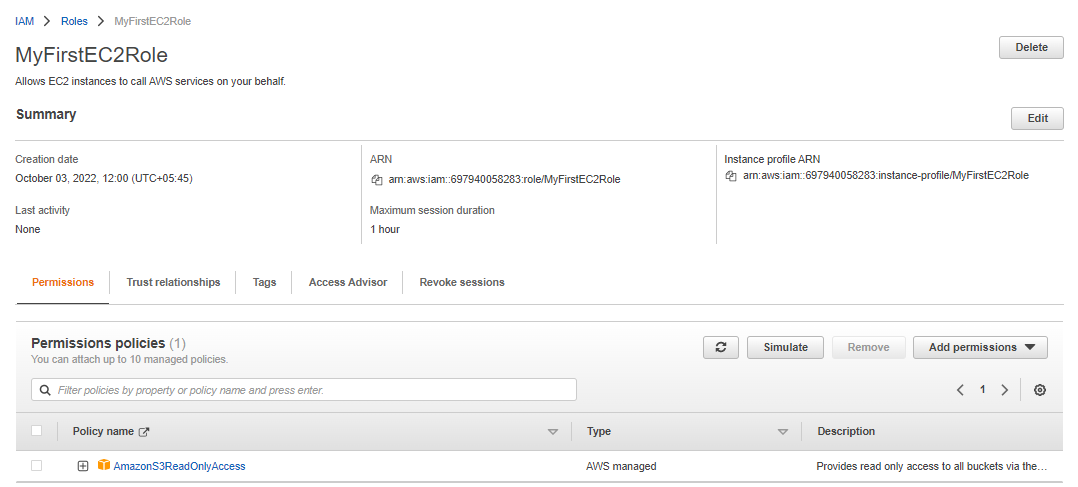 IAM > Roles > MyFirstEC2Role
MyFirstEC2Role
Delete
Allows EC2 instances to call AWS services on your behalf.
Summary
Edit
Creation date
October 03, 2022, 12:00 (UTC+05:45)
Last activity
None
ARN
arn:aws:iam::697940058283:role/MyFirstEC2Role
Maximum session duration
1 hour
Instance profile ARN
arn:aws:iam::697940058283:instance-profile/MyFirstEC2Role
Permissions
Trust relationships
Tags
Access Advisor
Revoke sessions
Permissions policies (1)
You can attach up to 10 managed policies.
Simulate
Remove
Add permissions
Filter policies by property or policy name and press enter.
1
Policy name
Type
Description
AmazonS3ReadOnlyAccess
AWS managed
Provides read only access to all buckets via the...